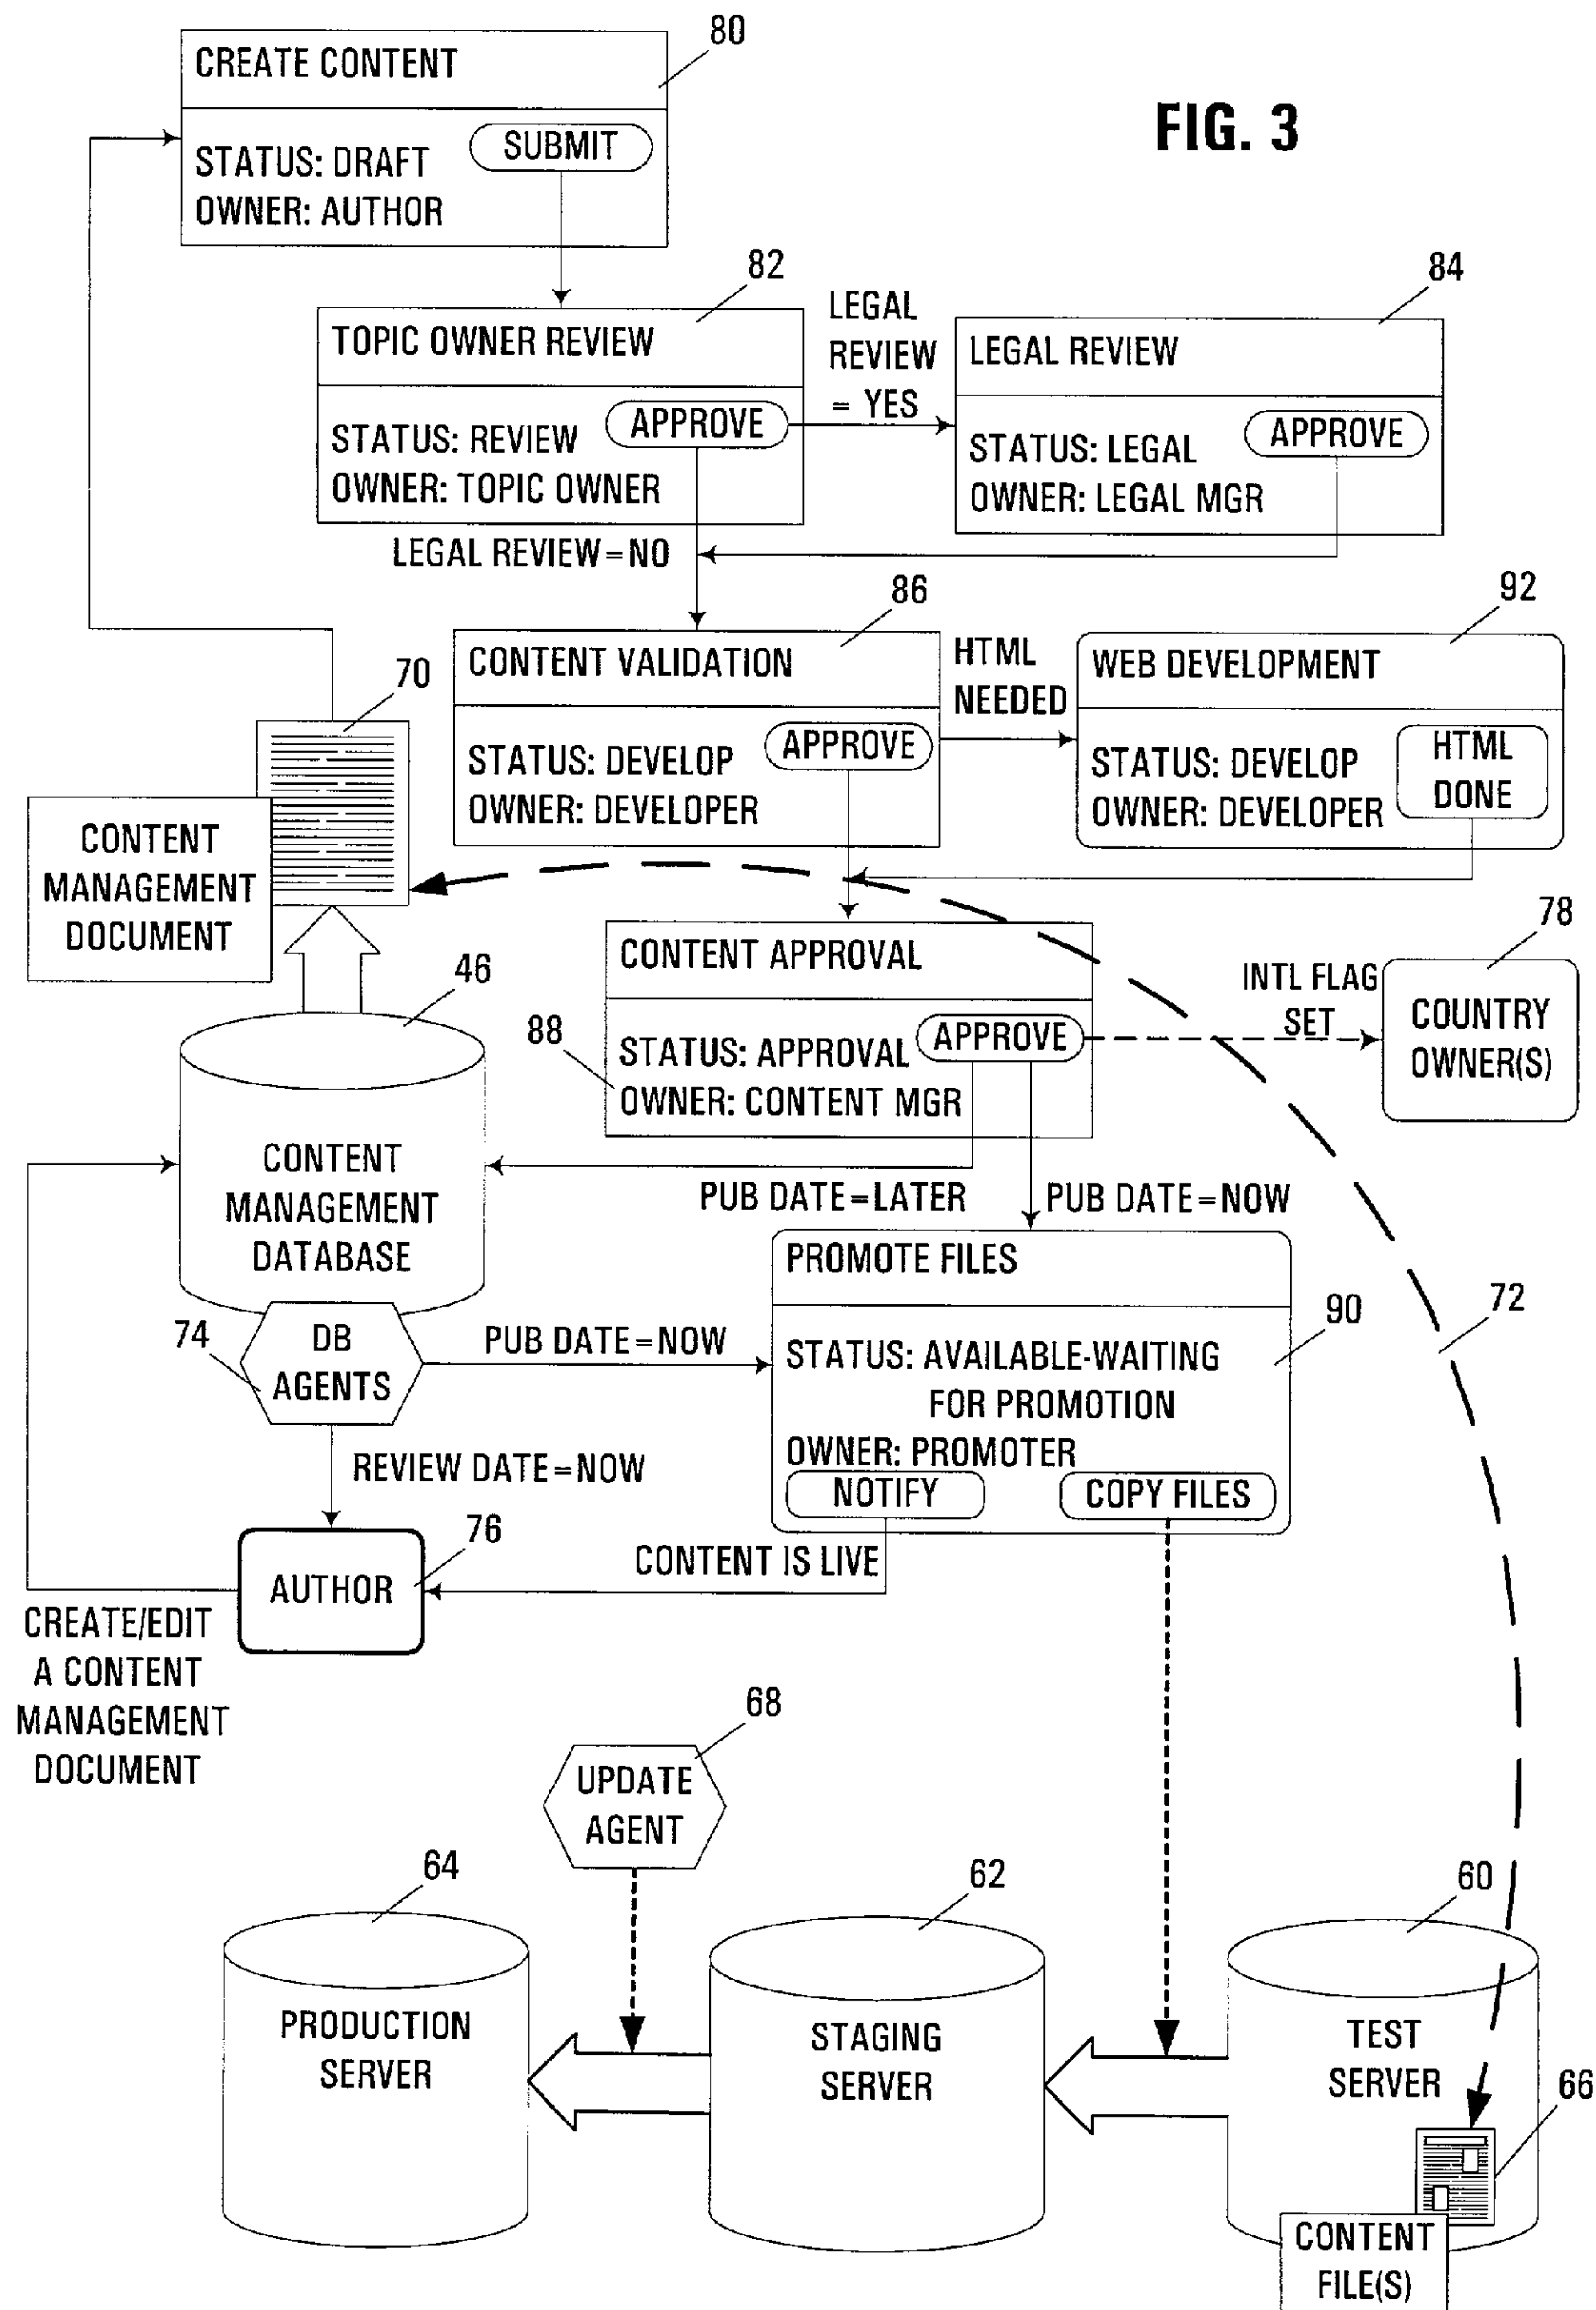 FIG. 3
80
CREATE CONTENT
STATUS: DRAFT
OWNER: AUTHOR
SUBMIT
82
TOPIC OWNER REVIEW
STATUS: REVIEW
OWNER: TOPIC OWNER
APPROVE
LEGAL
REVIEW
= YES
84
LEGAL REVIEW
STATUS: LEGAL
OWNER: LEGAL MGR
APPROVE
LEGAL REVIEW=NO
86
CONTENT VALIDATION
STATUS: DEVELOP
OWNER: DEVELOPER
APPROVE
HTML
NEEDED
92
WEB DEVELOPMENT
STATUS: DEVELOP
OWNER: DEVELOPER
HTML
DONE
70
CONTENT
MANAGEMENT
DOCUMENT
88
CONTENT APPROVAL
STATUS: APPROVAL
OWNER: CONTENT MGR
APPROVE
INTL FLAG
SET
78
COUNTRY
OWNER(S)
46
CONTENT
MANAGEMENT
DATABASE
PUB DATE=LATER
PUB DATE=NOW
74
DB
AGENTS
PUB DATE=NOW
90
PROMOTE FILES
STATUS: AVAILABLE-WAITING
FOR PROMOTION
OWNER: PROMOTER
NOTIFY
COPY FILES
72
REVIEW DATE=NOW
76
AUTHOR
CONTENT IS LIVE
CREATE/EDIT
A CONTENT
MANAGEMENT
DOCUMENT
68
UPDATE
AGENT
64
PRODUCTION
SERVER
62
STAGING
SERVER
60
TEST
SERVER
66
CONTENT
FILE(S)